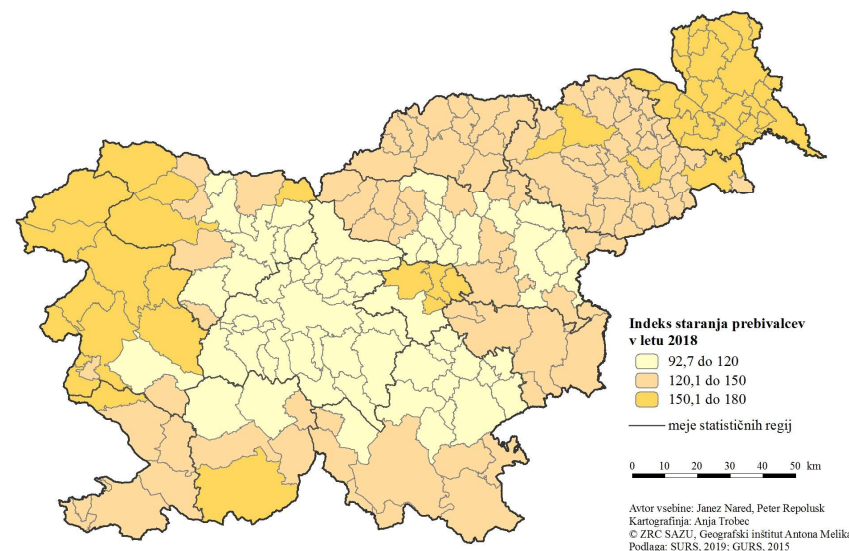 Indeks staranja prebivalcev
v letu 2018
92,7 do 120
120,1 do 150
150,1 do 180
meje statističnih regij
0 10 20 30 40 50 km
Avtor vsebine: Janez Nared, Peter Repolusk
Kartografinja: Anja Trobec
© ZRC SAZU, Geografski inštitut Antona Melika
Podlaga: SURS, 2019; GURS, 2015